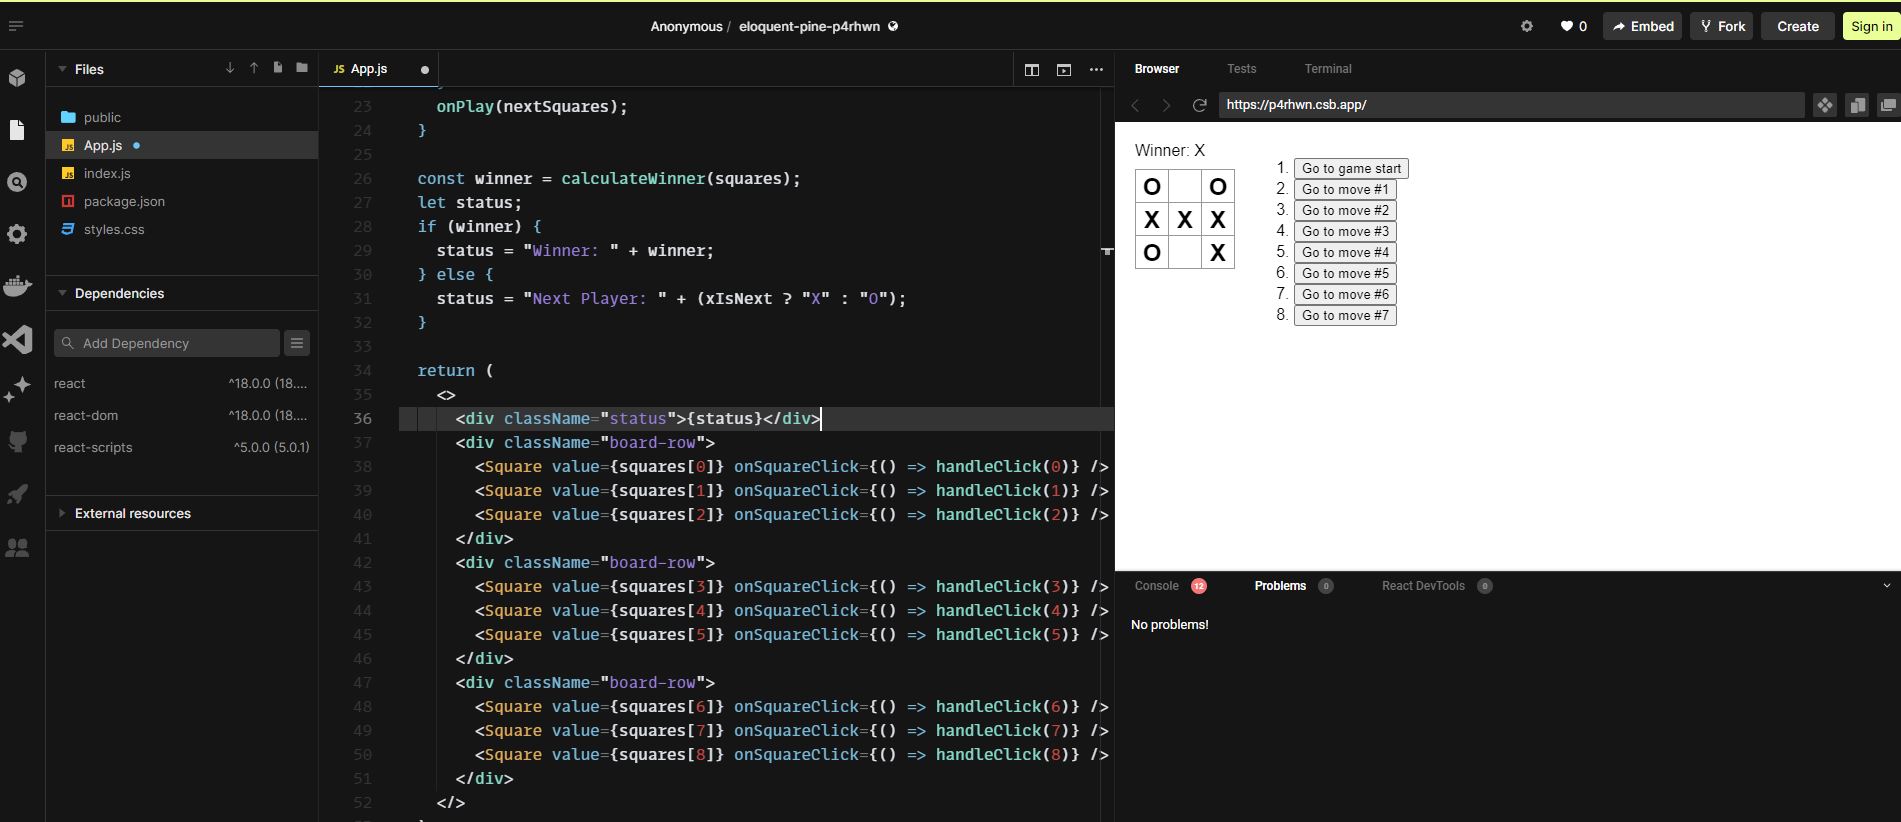 Anonymous / eloquent-pine-p4rhwn
0
Embed
Fork
Create
Sign in
Files
public
JS App.js
JS index.js
package.json
styles.css
Dependencies
Add Dependency
react ^18.0.0 (18....
react-dom ^18.0.0 (18....
react-scripts ^5.0.0 (5.0.1)
External resources
JS App.js
23 onPlay(nextSquares);
24 }
25
26 const winner = calculateWinner(squares);
27 let status;
28 if (winner) {
29 status = "Winner: " + winner;
30 } else {
31 status = "Next Player: " + (xIsNext ? "X" : "O");
32 }
33
34 return (
35 <>
36 <div className="status">{status}</div>
37 <div className="board-row">
38 <Square value={squares[0]} onSquareClick={() => handleClick(0)} />
39 <Square value={squares[1]} onSquareClick={() => handleClick(1)} />
40 <Square value={squares[2]} onSquareClick={() => handleClick(2)} />
41 </div>
42 <div className="board-row">
43 <Square value={squares[3]} onSquareClick={() => handleClick(3)} />
44 <Square value={squares[4]} onSquareClick={() => handleClick(4)} />
45 <Square value={squares[5]} onSquareClick={() => handleClick(5)} />
46 </div>
47 <div className="board-row">
48 <Square value={squares[6]} onSquareClick={() => handleClick(6)} />
49 <Square value={squares[7]} onSquareClick={() => handleClick(7)} />
50 <Square value={squares[8]} onSquareClick={() => handleClick(8)} />
51 </div>
52 </>
Browser Tests Terminal
https://p4rhwn.csb.app/
Winner: X
O O
X X X
O X
1. Go to game start
2. Go to move #1
3. Go to move #2
4. Go to move #3
5. Go to move #4
6. Go to move #5
7. Go to move #6
8. Go to move #7
Console 12 Problems 0 React DevTools 0
No problems!